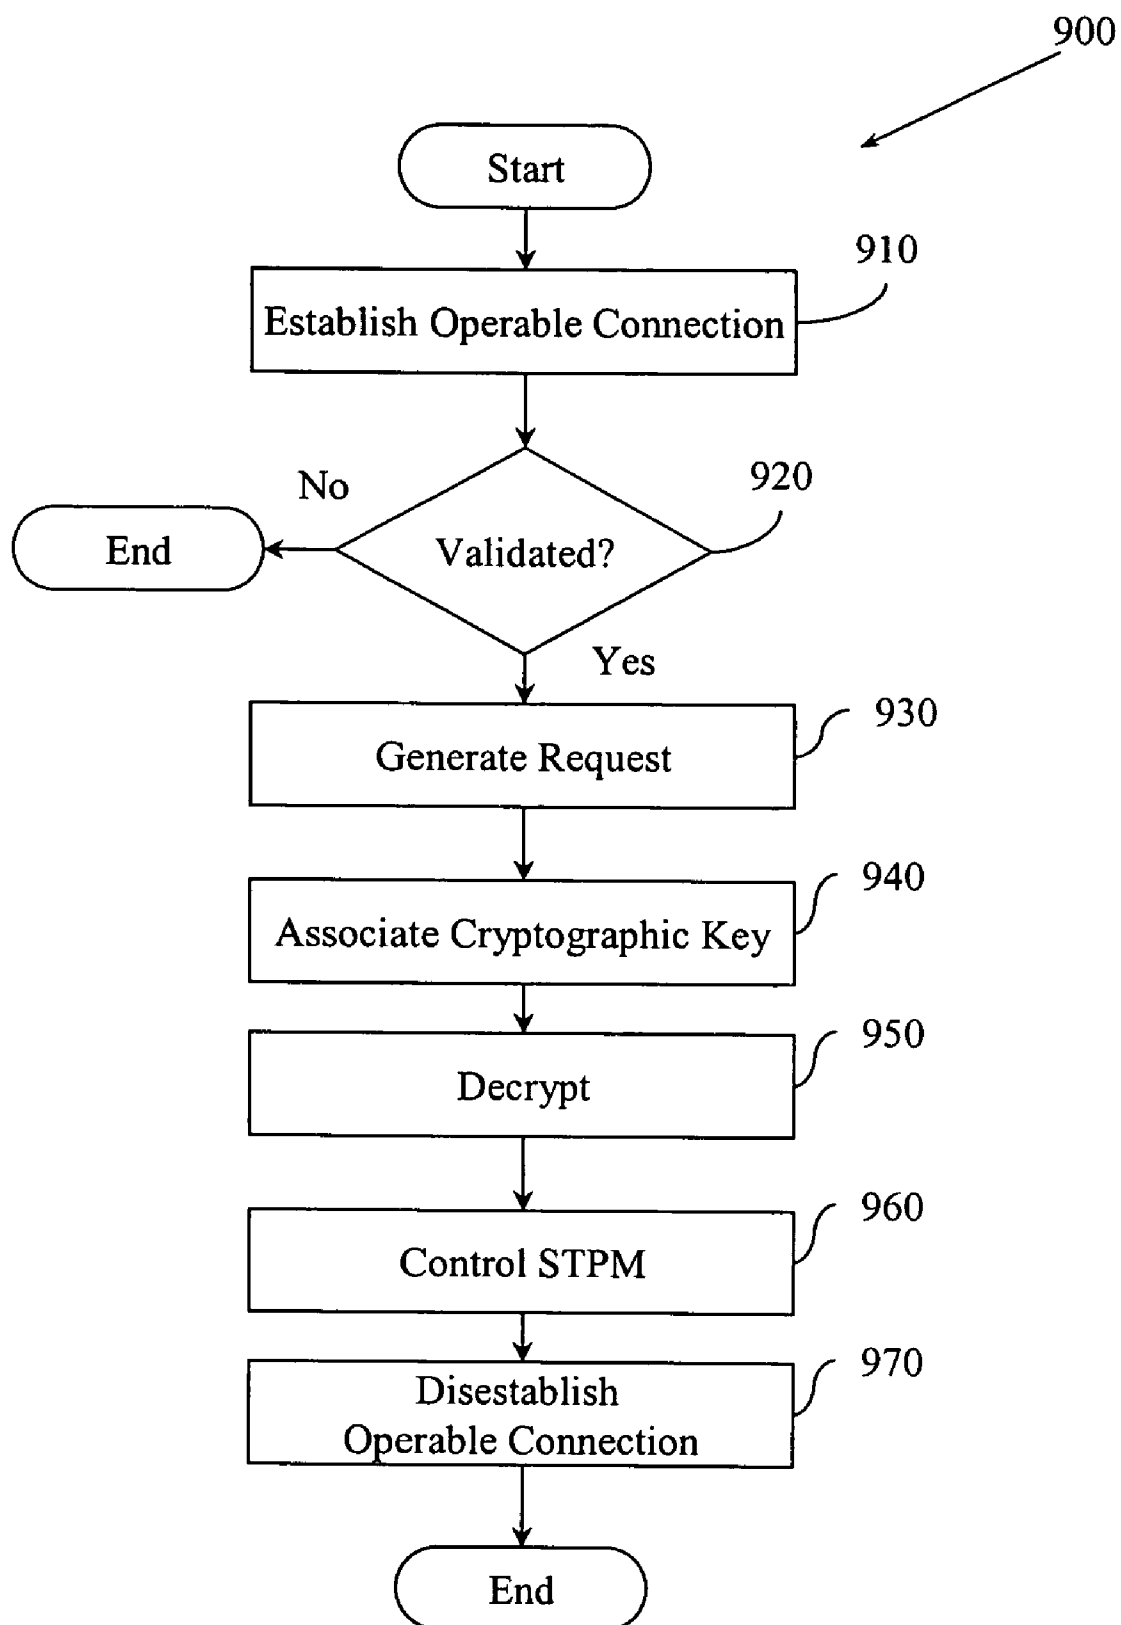 900
Start
910
Establish Operable Connection
920
No
End
Validated?
Yes
930
Generate Request
940
Associate Cryptographic Key
950
Decrypt
960
Control STPM
970
Disestablish
Operable Connection
End